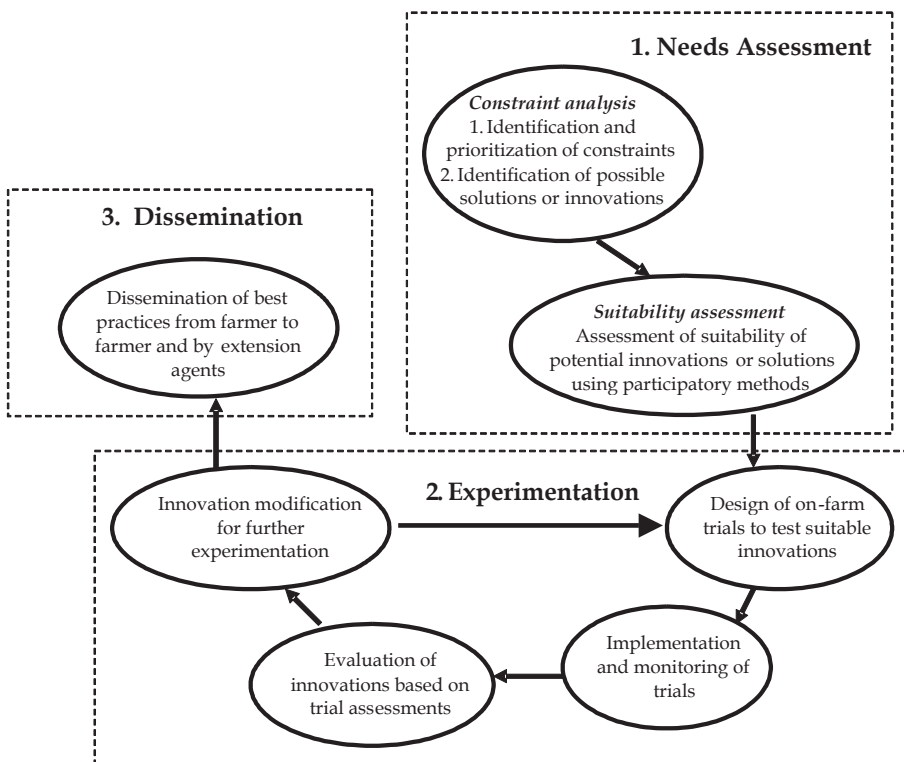 1. Needs Assessment
Constraint analysis
1. Identification and
prioritization of constraints
2. Identification of possible
solutions or innovations
Suitability assessment
Assessment of suitability of
potential innovations or solutions
using participatory methods
3. Dissemination
Dissemination of best
practices from farmer to
farmer and by extension
agents
2. Experimentation
Innovation modification
for further
experimentation
Design of on-farm
trials to test suitable
innovations
Implementation
and monitoring of
trials
Evaluation of
innovations based on
trial assessments